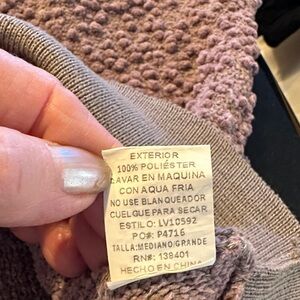 EXTERIOR
100% POLIÉSTER
LAVAR EN MAQUINA
CON AQUA FRIA
NO USE BLANQUEADOR
CUELGUE PARA SECAR
ESTILO: LV10592
PO#: P4716
TALLA:MEDIANO/GRANDE
RN#: 138401
HECHO EN CHINA